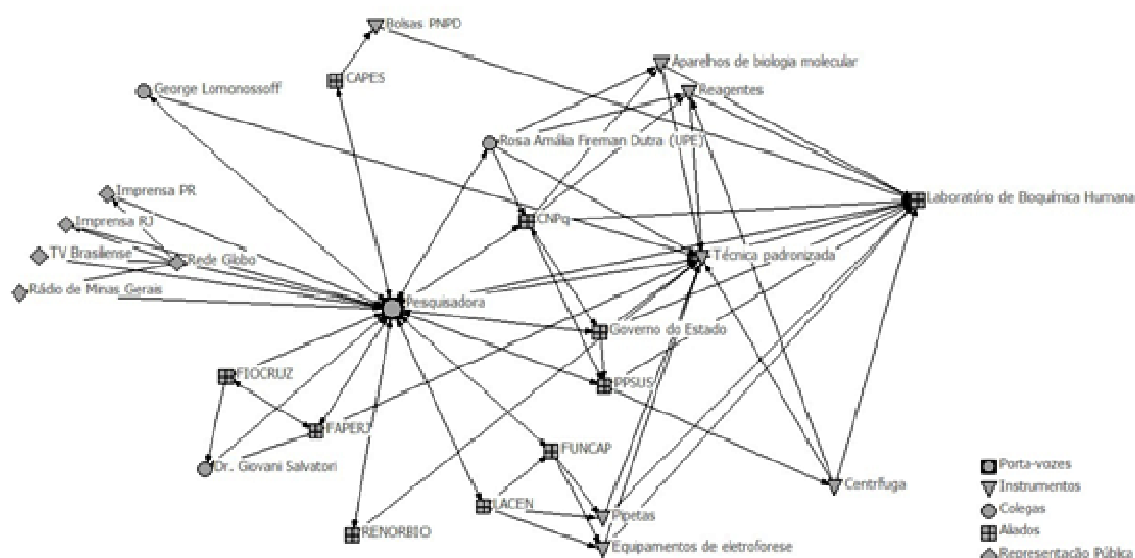 Bolsas PNPD
Aparelhos de biologia molecular
CAPES
George Lomonossoff
Reagentes
Rosa Amália Fireman Dutra (UPE)
Imprensa PR
Laboratório de Bioquímica Humana
Imprensa RJ
CNPq
TV Brasiliense
Rede Globo
Técnica padronizada
Rádio de Minas Gerais
Pesquisadora
Governo do Estado
FIOCRUZ
PPSUS
FAPERJ
FUNCAP
Dr. Giovani Salvatori
Porta-vozes
Centrífuga
Instrumentos
LACEN
Pipetas
Colegas
RENORBIO
Aliados
Equipamentos de eletroforese
Representação Público